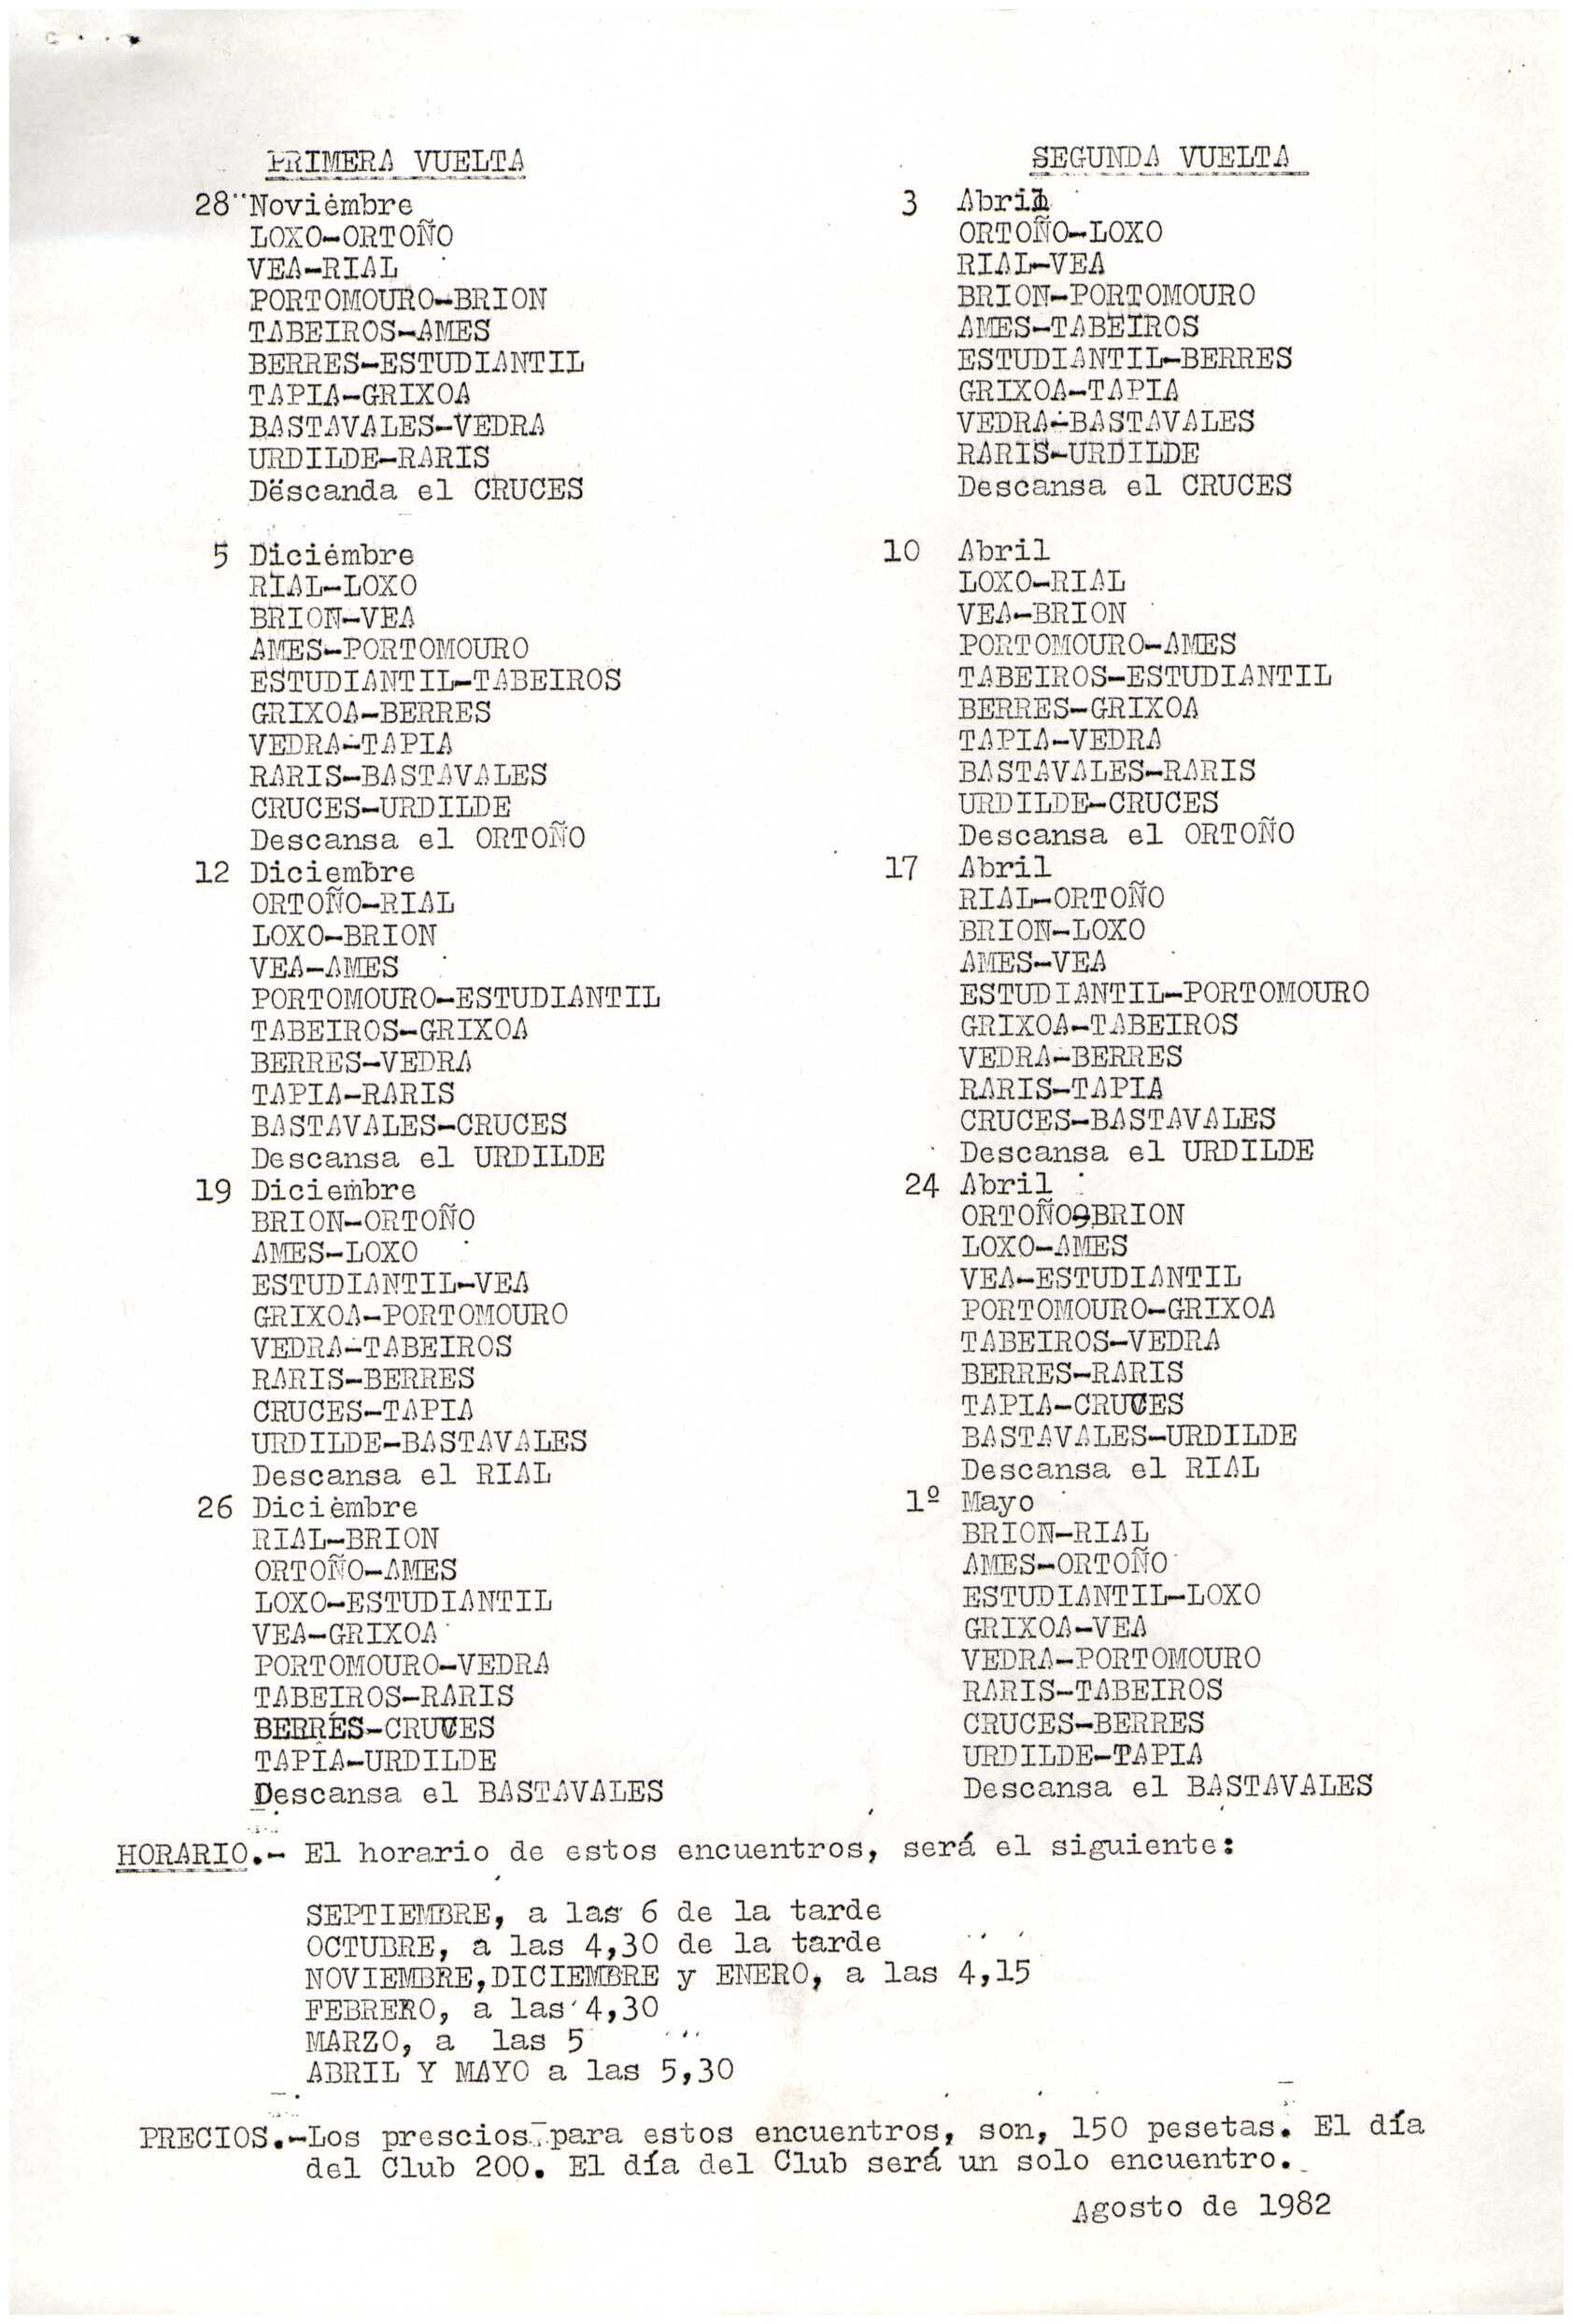 PRIMERA VUELTA
28 Noviembre
LOXO-ORTOÑO
VEA-RIAL
PORTOMOURO-BRION
TABEIROS-AMES
BERRES-ESTUDIANTIL
TAPIA-GRIXOA
BASTAVALES-VEDRA
URDILDE-RARIS
Descanda el CRUCES
5 Diciembre
RIAL-LOXO
BRION-VEA
AMES-PORTOMOURO
ESTUDIANTIL-TABEIROS
GRIXOA-BERRES
VEDRA-TAPIA
RARIS-BASTAVALES
CRUCES-URDILDE
Descansa el ORTOÑO
12 Diciembre
ORTOÑO-RIAL
LOXO-BRION
VEA-AMES
PORTOMOURO-ESTUDIANTIL
TABEIROS-GRIXOA
BERRES-VEDRA
TAPIA-RARIS
BASTAVALES-CRUCES
Descansa el URDILDE
19 Diciembre
BRION-ORTOÑO
AMES-LOXO
ESTUDIANTIL-VEA
GRIXOA-PORTOMOURO
VEDRA-TABEIROS
RARIS-BERRES
CRUCES-TAPIA
URDILDE-BASTAVALES
Descansa el RIAL
26 Diciembre
RIAL-BRION
ORTOÑO-AMES
LOXO-ESTUDIANTIL
VEA-GRIXOA
PORTOMOURO-VEDRA
TABEIROS-RARIS
BERRES-CRUCES
TAPIA-URDILDE
Descansa el BASTAVALES
SEGUNDA VUELTA
3 Abril
ORTOÑO-LOXO
RIAL-VEA
BRION-PORTOMOURO
AMES-TABEIROS
ESTUDIANTIL-BERRES
GRIXOA-TAPIA
VEDRA-BASTAVALES
RARIS-URDILDE
Descansa el CRUCES
10 Abril
LOXO-RIAL
VEA-BRION
PORTOMOURO-AMES
TABEIROS-ESTUDIANTIL
BERRES-GRIXOA
TAPIA-VEDRA
BASTAVALES-RARIS
URDILDE-CRUCES
Descansa el ORTOÑO
17 Abril
RIAL-ORTOÑO
BRION-LOXO
AMES-VEA
ESTUDIANTIL-PORTOMOURO
GRIXOA-TABEIROS
VEDRA-BERRES
RARIS-TAPIA
CRUCES-BASTAVALES
Descansa el URDILDE
24 Abril
ORTOÑO-BRION
LOXO-AMES
VEA-ESTUDIANTIL
PORTOMOURO-GRIXOA
TABEIROS-VEDRA
BERRES-RARIS
TAPIA-CRUCES
BASTAVALES-URDILDE
Descansa el RIAL
1º Mayo
BRION-RIAL
AMES-ORTOÑO
ESTUDIANTIL-LOXO
GRIXOA-VEA
VEDRA-PORTOMOURO
RARIS-TABEIROS
CRUCES-BERRES
URDILDE-TAPIA
Descansa el BASTAVALES
HORARIO.- El horario de estos encuentros, será el siguiente:
SEPTIEMBRE, a las 6 de la tarde
OCTUBRE, a las 4,30 de la tarde
NOVIEMBRE,DICIEMBRE y ENERO, a las 4,15
FEBRERO, a las 4,30
MARZO, a las 5
ABRIL Y MAYO a las 5,30
PRECIOS.-Los prescios para estos encuentros, son, 150 pesetas. El día
del Club 200. El día del Club será un solo encuentro.
Agosto de 1982